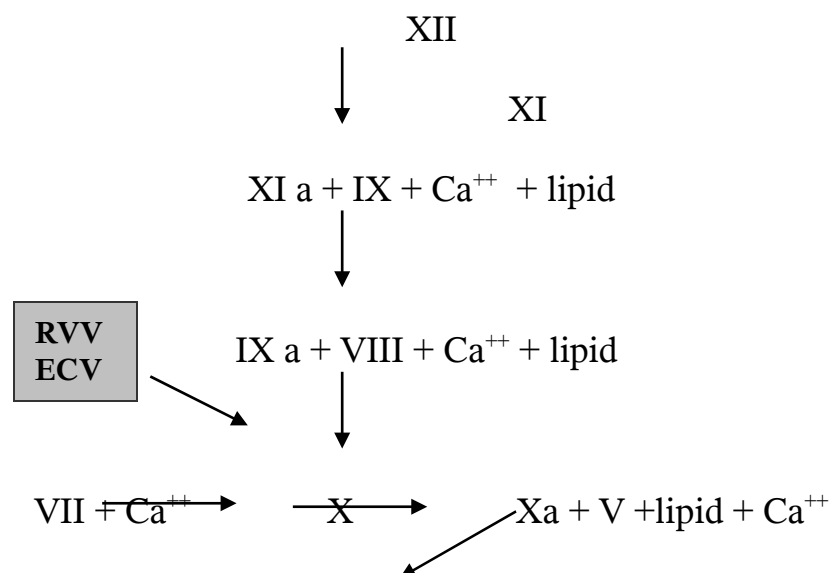 XII
XI
XI a + IX + Ca⁺⁺ + lipid
RVV
ECV
IX a + VIII + Ca⁺⁺ + lipid
VII + Ca⁺⁺ X Xa + V +lipid + Ca⁺⁺